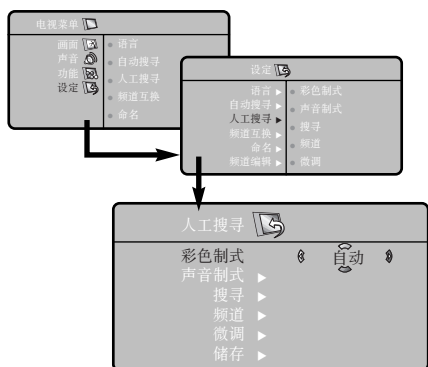 电视菜单
画面 语言
声音 自动搜寻
功能 人工搜寻
设定 频道互换
命名
设定
语言 彩色制式
自动搜寻 声音制式
人工搜寻 搜寻
频道互换 频道
命名 微调
频道编辑
人工搜寻
彩色制式 自动
声音制式
搜寻
频道
微调
储存